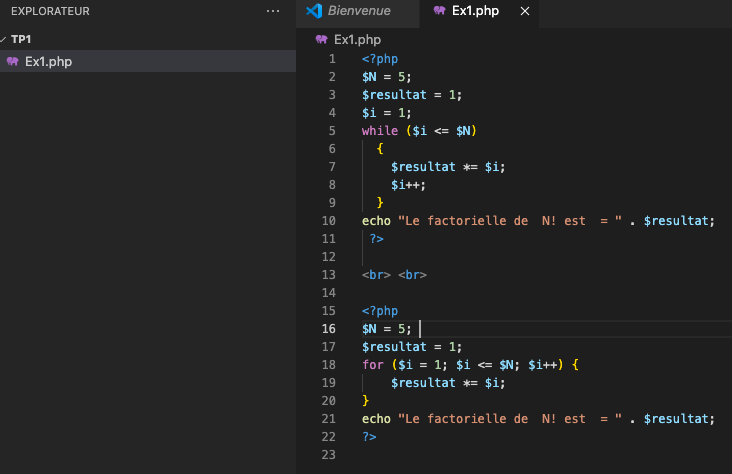 EXPLORATEUR ···
TP1
Ex1.php
Bienvenue Ex1.php ×
Ex1.php
1 <?php
2 $N = 5;
3 $resultat = 1;
4 $i = 1;
5 while ($i <= $N)
6   {
7     $resultat *= $i;
8     $i++;
9   }
10 echo "Le factorielle de  N! est  = " . $resultat;
11  ?>
12
13 <br> <br>
14
15 <?php
16 $N = 5;
17 $resultat = 1;
18 for ($i = 1; $i <= $N; $i++) {
19     $resultat *= $i;
20 }
21 echo "Le factorielle de  N! est  = " . $resultat;
22 ?>
23